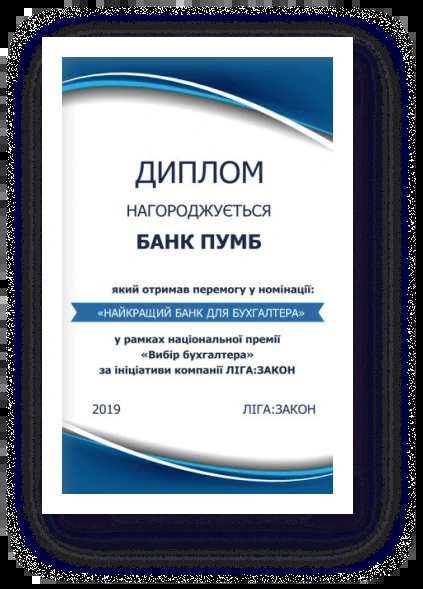 ДИПЛОМ
НАГОРОДЖУЄТЬСЯ
БАНК ПУМБ
який отримав перемогу у номінації:
«НАЙКРАЩИЙ БАНК ДЛЯ БУХГАЛТЕРА»
у рамках національної премії
«Вибір бухгалтера»
за ініціативи компанії ЛІГА:ЗАКОН
2019 ЛІГА:ЗАКОН